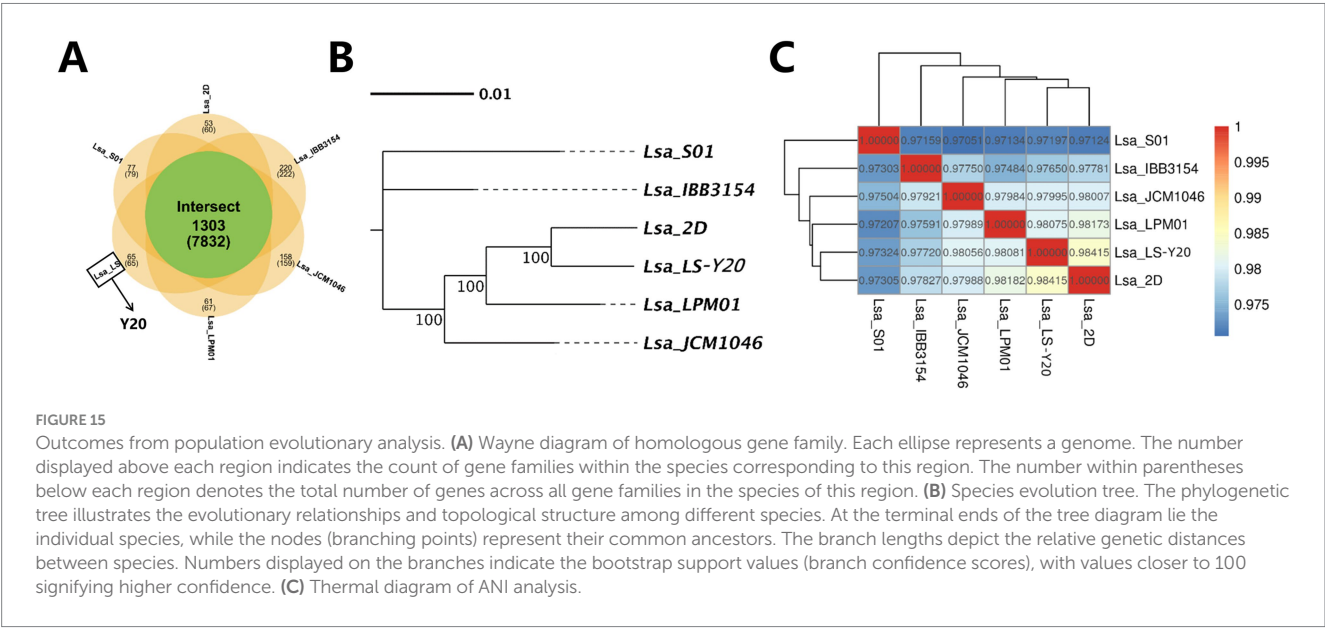 A
B
C
Lsa_2D
53
(60)
Lsa_S01
77
(79)
Lsa_IBB3154
220
(222)
Intersect
1303
(7832)
65
(65)
Lsa_LS
158
(159)
Lsa_JCM1046
61
(67)
Lsa_LPM01
Y20
0.01
Lsa_S01
Lsa_IBB3154
Lsa_2D
100
Lsa_LS-Y20
100
Lsa_LPM01
100
Lsa_JCM1046
1.00000 0.97159 0.97051 0.97134 0.97197 0.97124 Lsa_S01
0.97303 1.00000 0.97750 0.97484 0.97650 0.97781 Lsa_IBB3154
0.97504 0.97921 1.00000 0.97984 0.97995 0.98007 Lsa_JCM1046
0.97207 0.97591 0.97989 1.00000 0.98075 0.98173 Lsa_LPM01
0.97324 0.97720 0.98056 0.98081 1.00000 0.98415 Lsa_LS-Y20
0.97305 0.97827 0.97988 0.98182 0.98415 1.00000 Lsa_2D
Lsa_S01
Lsa_IBB3154
Lsa_JCM1046
Lsa_LPM01
Lsa_LS-Y20
Lsa_2D
1
0.995
0.99
0.985
0.98
0.975
FIGURE 15
Outcomes from population evolutionary analysis. (A) Wayne diagram of homologous gene family. Each ellipse represents a genome. The number
displayed above each region indicates the count of gene families within the species corresponding to this region. The number within parentheses
below each region denotes the total number of genes across all gene families in the species of this region. (B) Species evolution tree. The phylogenetic
tree illustrates the evolutionary relationships and topological structure among different species. At the terminal ends of the tree diagram lie the
individual species, while the nodes (branching points) represent their common ancestors. The branch lengths depict the relative genetic distances
between species. Numbers displayed on the branches indicate the bootstrap support values (branch confidence scores), with values closer to 100
signifying higher confidence. (C) Thermal diagram of ANI analysis.